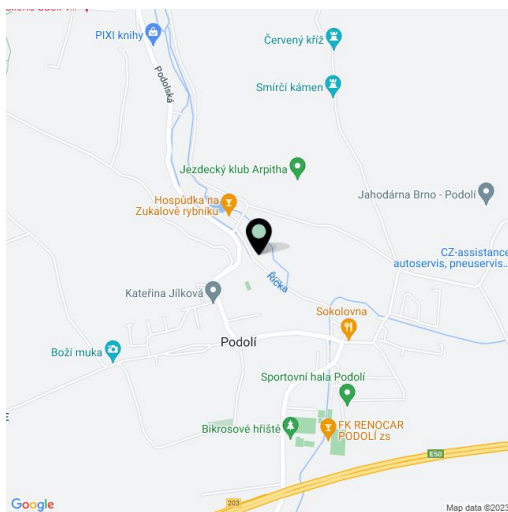 PIXI knihy
Červený kříž
Podolská
Smírčí kámen
Jezdecký klub Arpitha
Hospůdka na
Zukalově rybníku
Jahodárna Brno - Podolí
CZ-assistance
autoservis, pneuservis...
Říčka
Kateřina Jílková
Sokolovna
Podolí
Boží muka
Sportovní hala Podolí
E
Bikrosové hřiště
FK RENOCAR
PODOLÍ zs
E50
203
Google
Map data ©2023